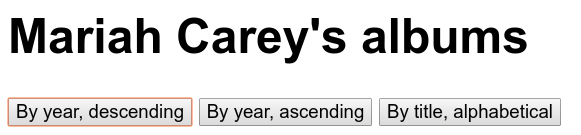 Mariah Carey's albums
By year, descending By year, ascending By title, alphabetical